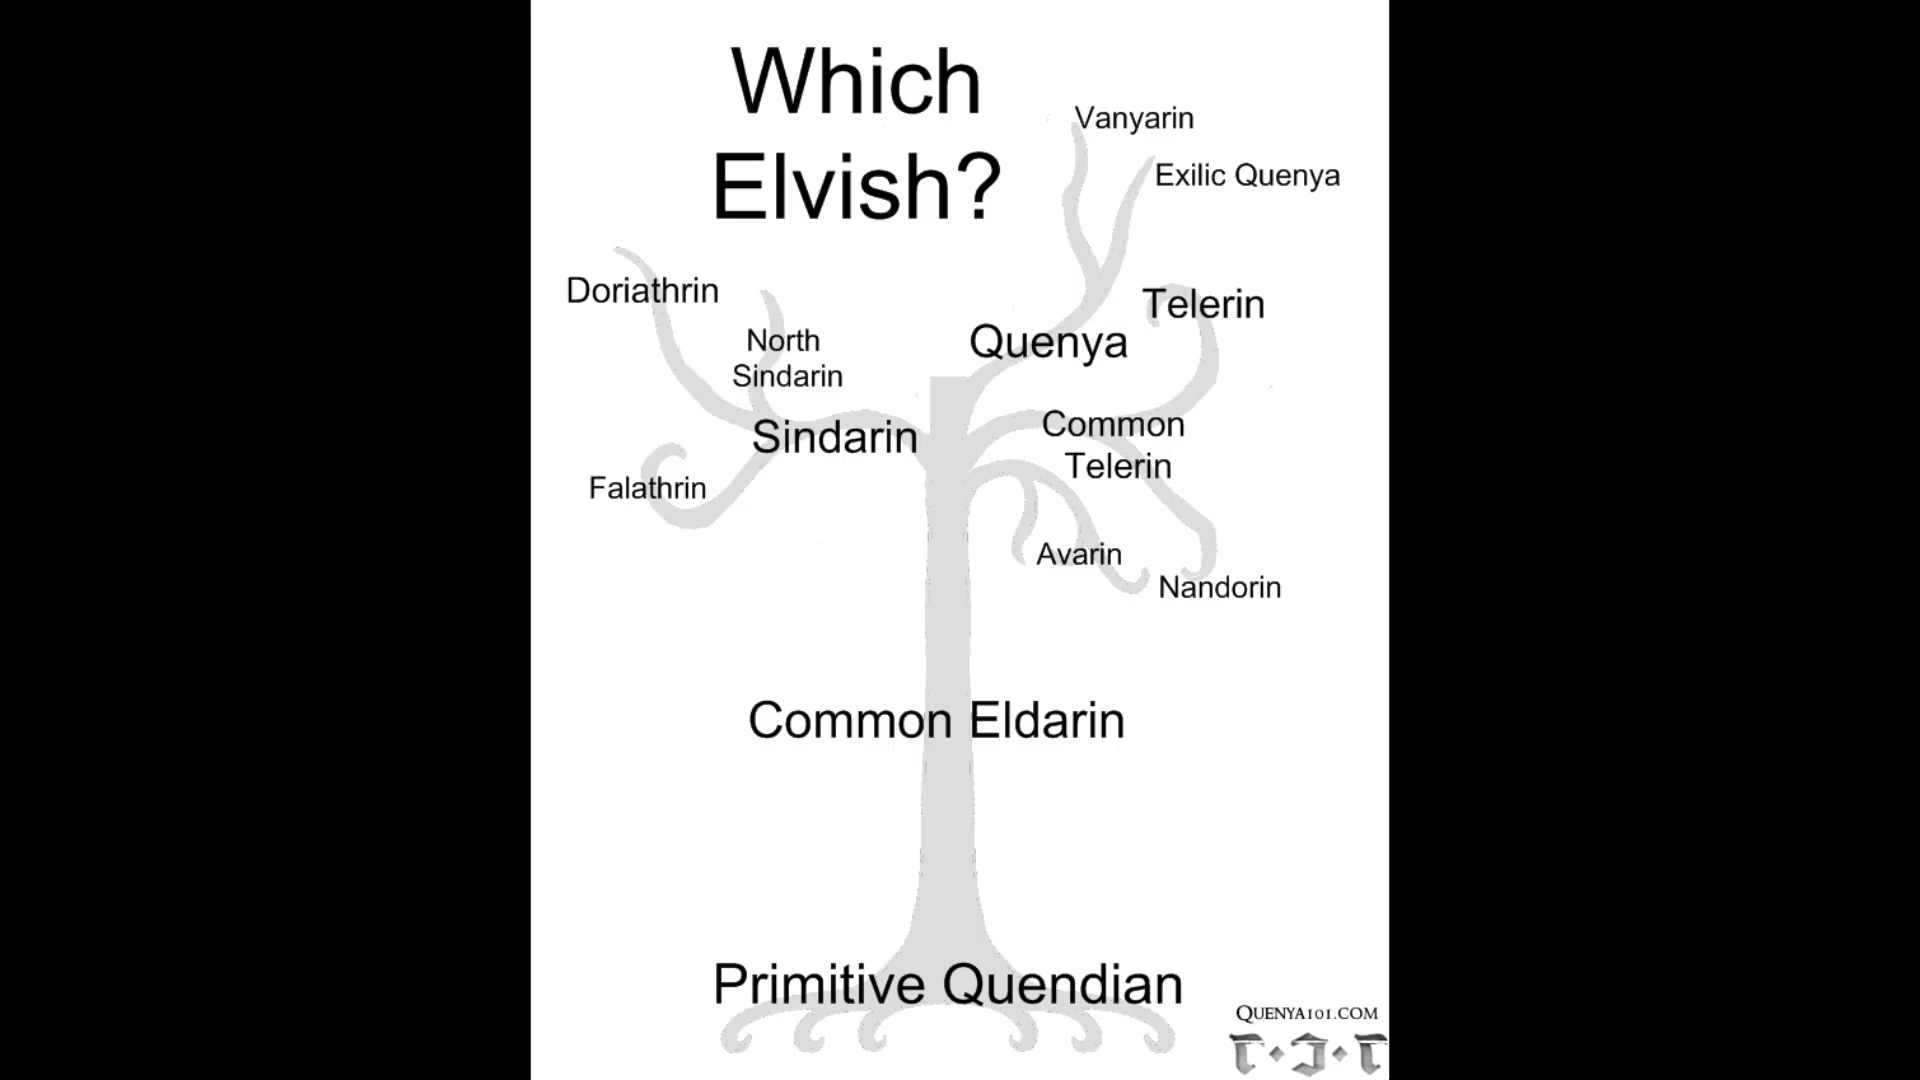 Which
Elvish?
Vanyarin
Exilic Quenya
Doriathrin
Telerin
North
Sindarin
Quenya
Sindarin
Common
Telerin
Falathrin
Avarin
Nandorin
Common Eldarin
Primitive Quendian
QUENYA101.COM